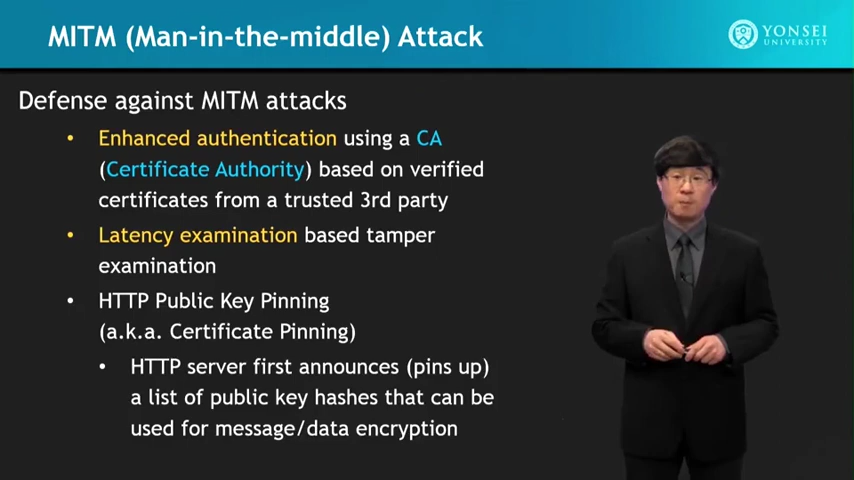 MITM (Man-in-the-middle) Attack
YONSEI
UNIVERSITY
Defense against MITM attacks
• Enhanced authentication using a CA
(Certificate Authority) based on verified
certificates from a trusted 3rd party
• Latency examination based tamper
examination
• HTTP Public Key Pinning
(a.k.a. Certificate Pinning)
• HTTP server first announces (pins up)
a list of public key hashes that can be
used for message/data encryption